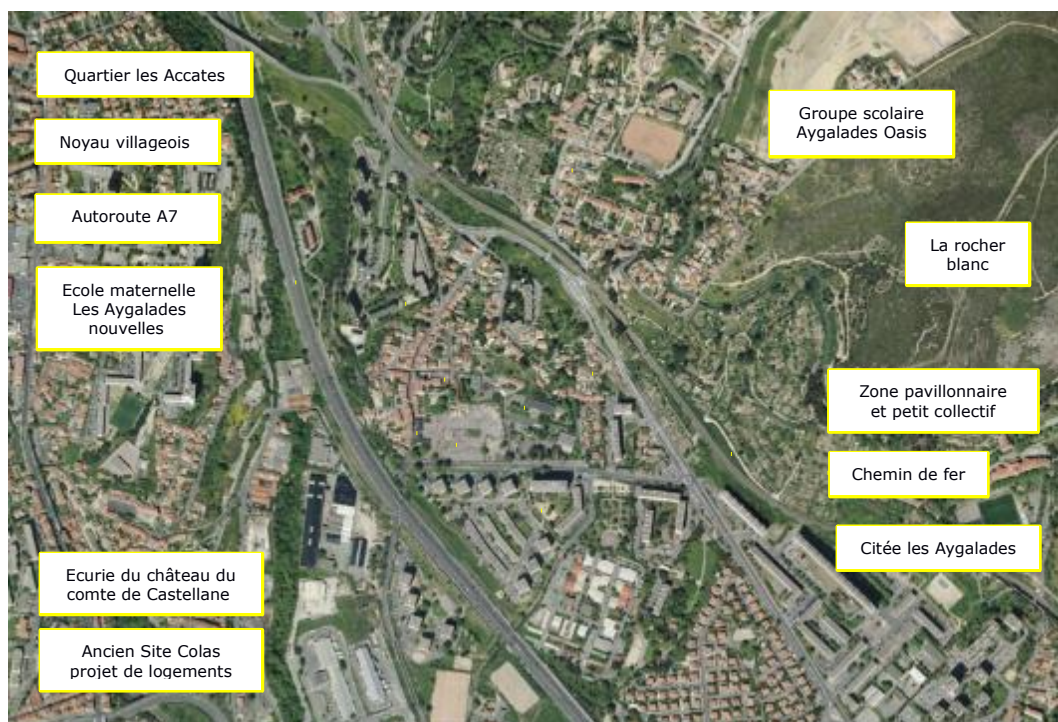 Quartier les Accates
Noyau villageois
Autoroute A7
Ecole maternelle
Les Aygalades
nouvelles
Ecurie du château du
comte de Castellane
Ancien Site Colas
projet de logements
Groupe scolaire
Aygalades Oasis
La rocher
blanc
Zone pavillonnaire
et petit collectif
Chemin de fer
Citée les Aygalades